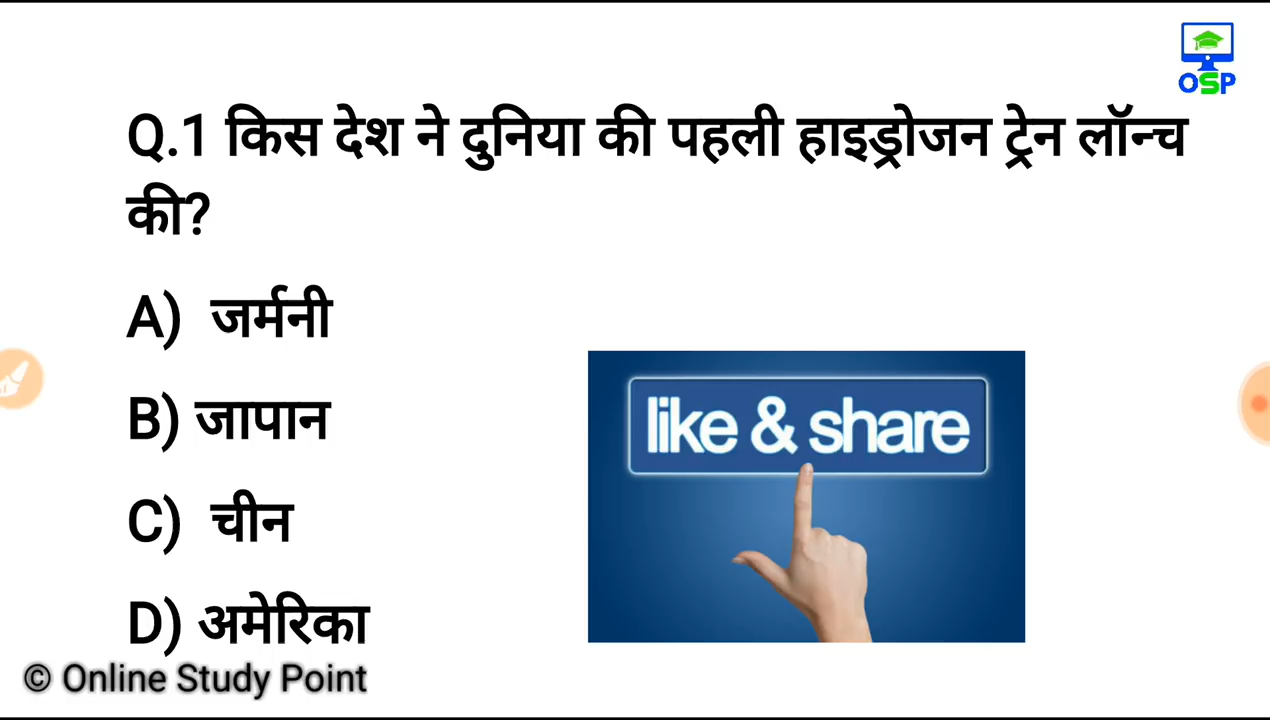 OSP
Q.1 किस देश ने दुनिया की पहली हाइड्रोजन ट्रेन लॉन्च
की?
A) जर्मनी
B) जापान
C) चीन
D) अमेरिका
like & share
© Online Study Point